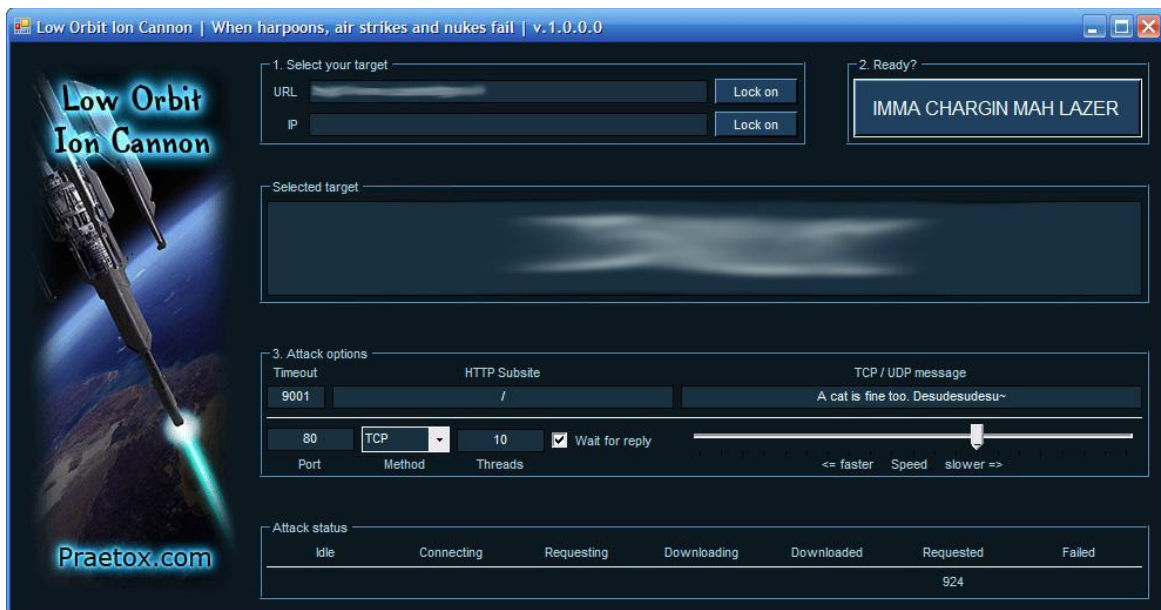 Low Orbit Ion Cannon | When harpoons, air strikes and nukes fail | v.1.0.0.0
Low Orbit
Ion Cannon
Praetox.com
1. Select your target
URL Lock on
IP Lock on
2. Ready?
IMMA CHARGIN MAH LAZER
Selected target
3. Attack options
Timeout HTTP Subsite TCP / UDP message
9001 / A cat is fine too. Desudesudesu~
80 TCP 10 Wait for reply
Port Method Threads <= faster Speed slower =>
Attack status
Idle Connecting Requesting Downloading Downloaded Requested Failed
924